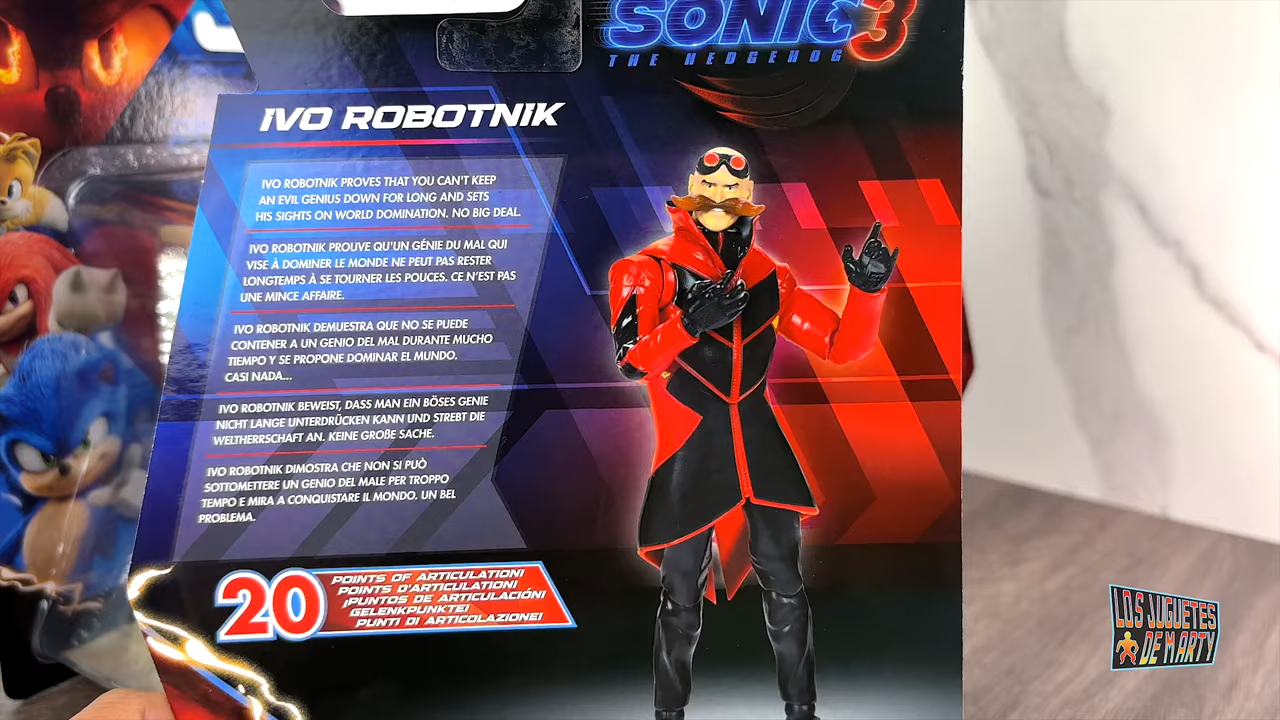 SONIC 3
THE HEDGEHOG
IVO ROBOTNIK
IVO ROBOTNIK PROVES THAT YOU CAN'T KEEP
AN EVIL GENIUS DOWN FOR LONG AND SETS
HIS SIGHTS ON WORLD DOMINATION. NO BIG DEAL.
IVO ROBOTNIK PROUVE QU'UN GÉNIE DU MAL QUI
VISE À DOMINER LE MONDE NE PEUT PAS RESTER
LONGTEMPS À SE TOURNER LES POUCES. CE N'EST PAS
UNE MINCE AFFAIRE.
IVO ROBOTNIK DEMUESTRA QUE NO SE PUEDE
CONTENER A UN GENIO DEL MAL DURANTE MUCHO
TIEMPO Y SE PROPONE DOMINAR EL MUNDO.
CASI NADA...
IVO ROBOTNIK BEWEIST, DASS MAN EIN BÖSES GENIE
NICHT LANGE UNTERDRÜCKEN KANN UND STREBT DIE
WELTHERRSCHAFT AN. KEINE GROßE SACHE.
IVO ROBOTNIK DIMOSTRA CHE NON SI PUÒ
SOTTOMETTERE UN GENIO DEL MALE PER TROPPO
TEMPO E MIRA A CONQUISTARE IL MONDO. UN BEL
PROBLEMA.
20
POINTS OF ARTICULATION!
POINTS D'ARTICULATION!
¡PUNTOS DE ARTICULACIÓN!
GELENKPUNKTE!
PUNTI DI ARTICOLAZIONE!
LOS JUGUETES
DE MARTY